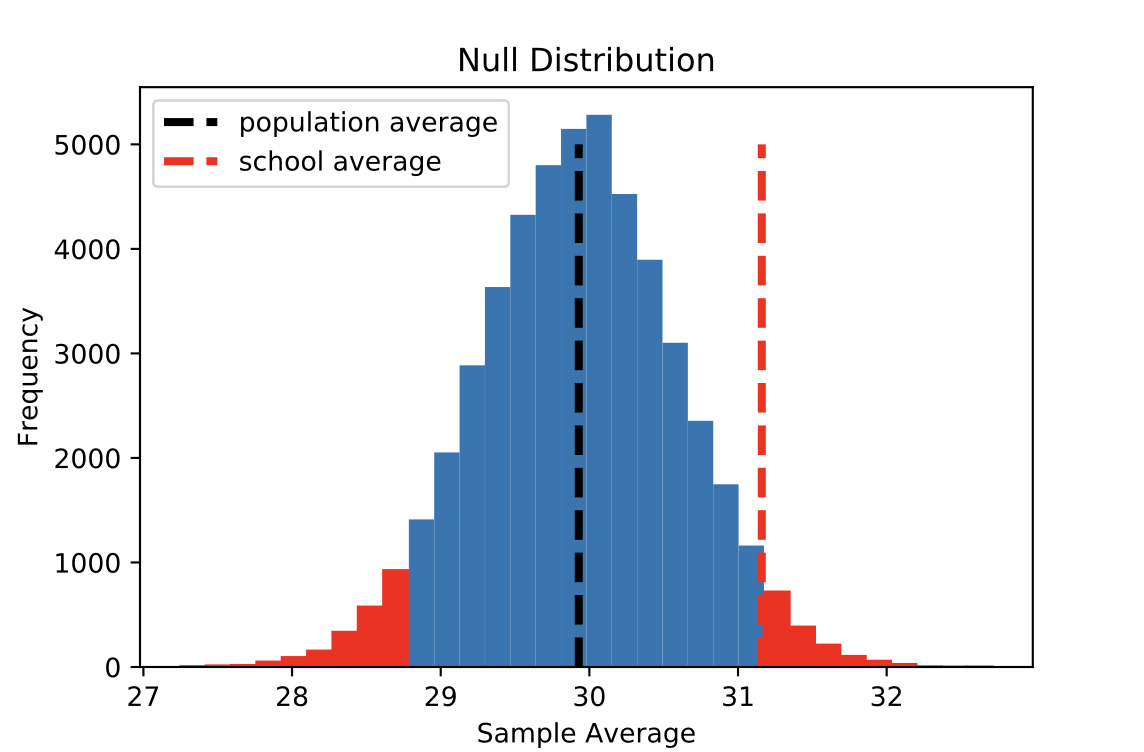 Null Distribution
population average
school average
5000
4000
3000
2000
1000
0
Frequency
27 28 29 30 31 32
Sample Average